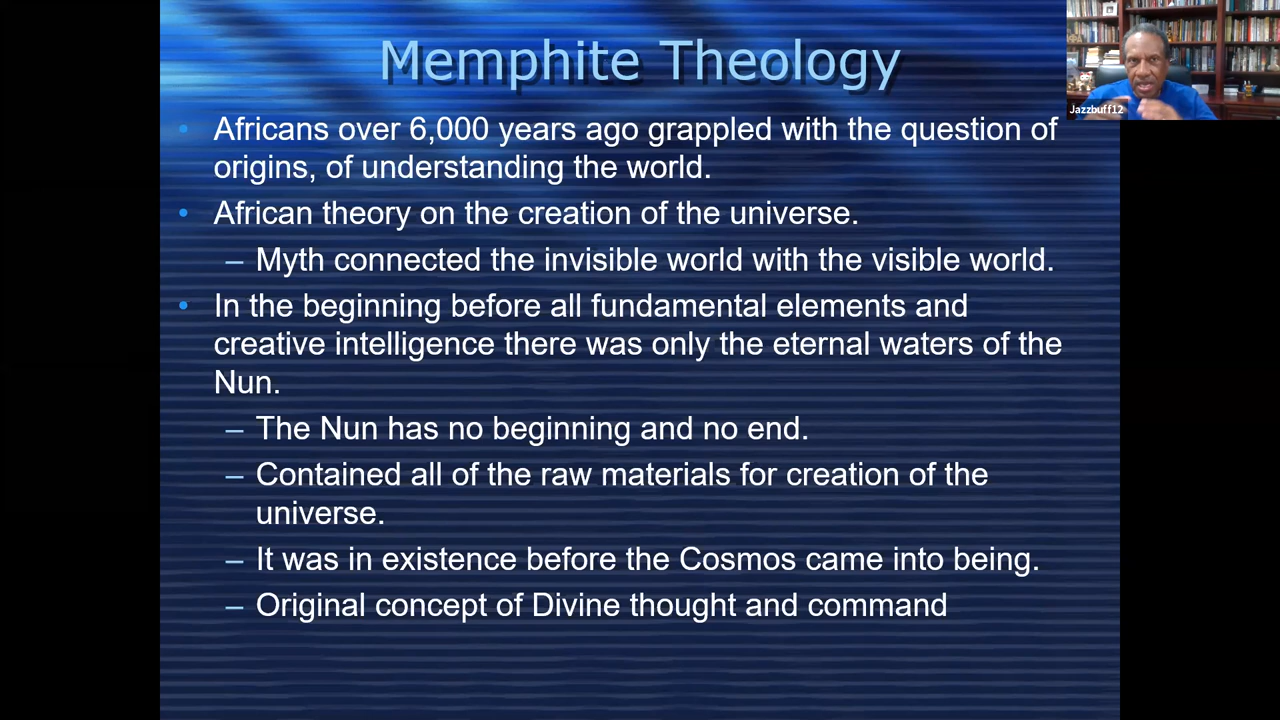 Memphite Theology
Jazzbuff12
• Africans over 6,000 years ago grappled with the question of
origins, of understanding the world.
• African theory on the creation of the universe.
– Myth connected the invisible world with the visible world.
• In the beginning before all fundamental elements and
creative intelligence there was only the eternal waters of the
Nun.
– The Nun has no beginning and no end.
– Contained all of the raw materials for creation of the
universe.
– It was in existence before the Cosmos came into being.
– Original concept of Divine thought and command